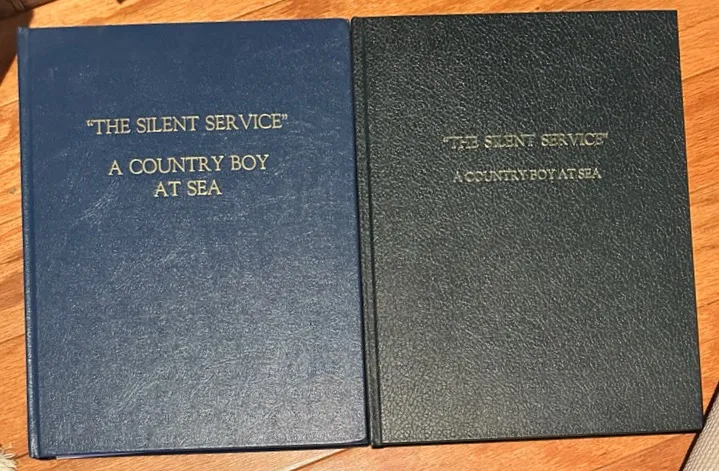 "THE SILENT SERVICE"
A COUNTRY BOY
AT SEA
"THE SILENT SERVICE"
A COUNTRY BOY AT SEA